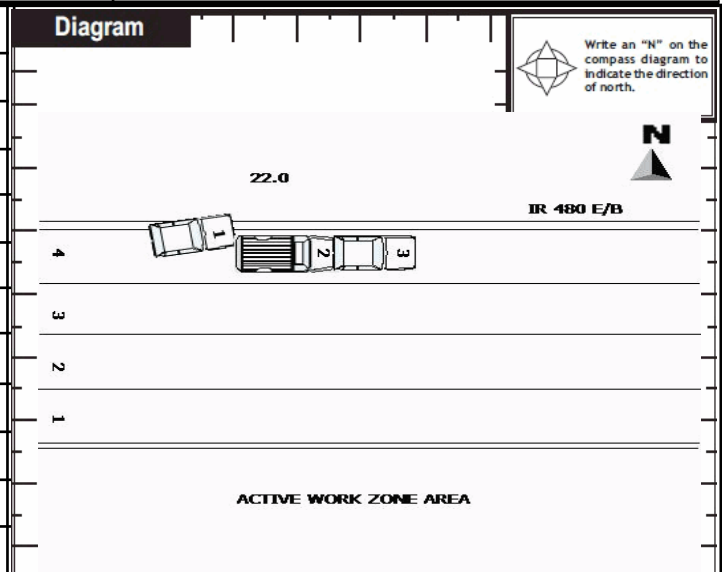 Diagram
Write an "N" on the
compass diagram to
indicate the direction
of north.
N
22.0
IR 480 E/B
1
2
3
4
3
2
1
ACTIVE WORK ZONE AREA